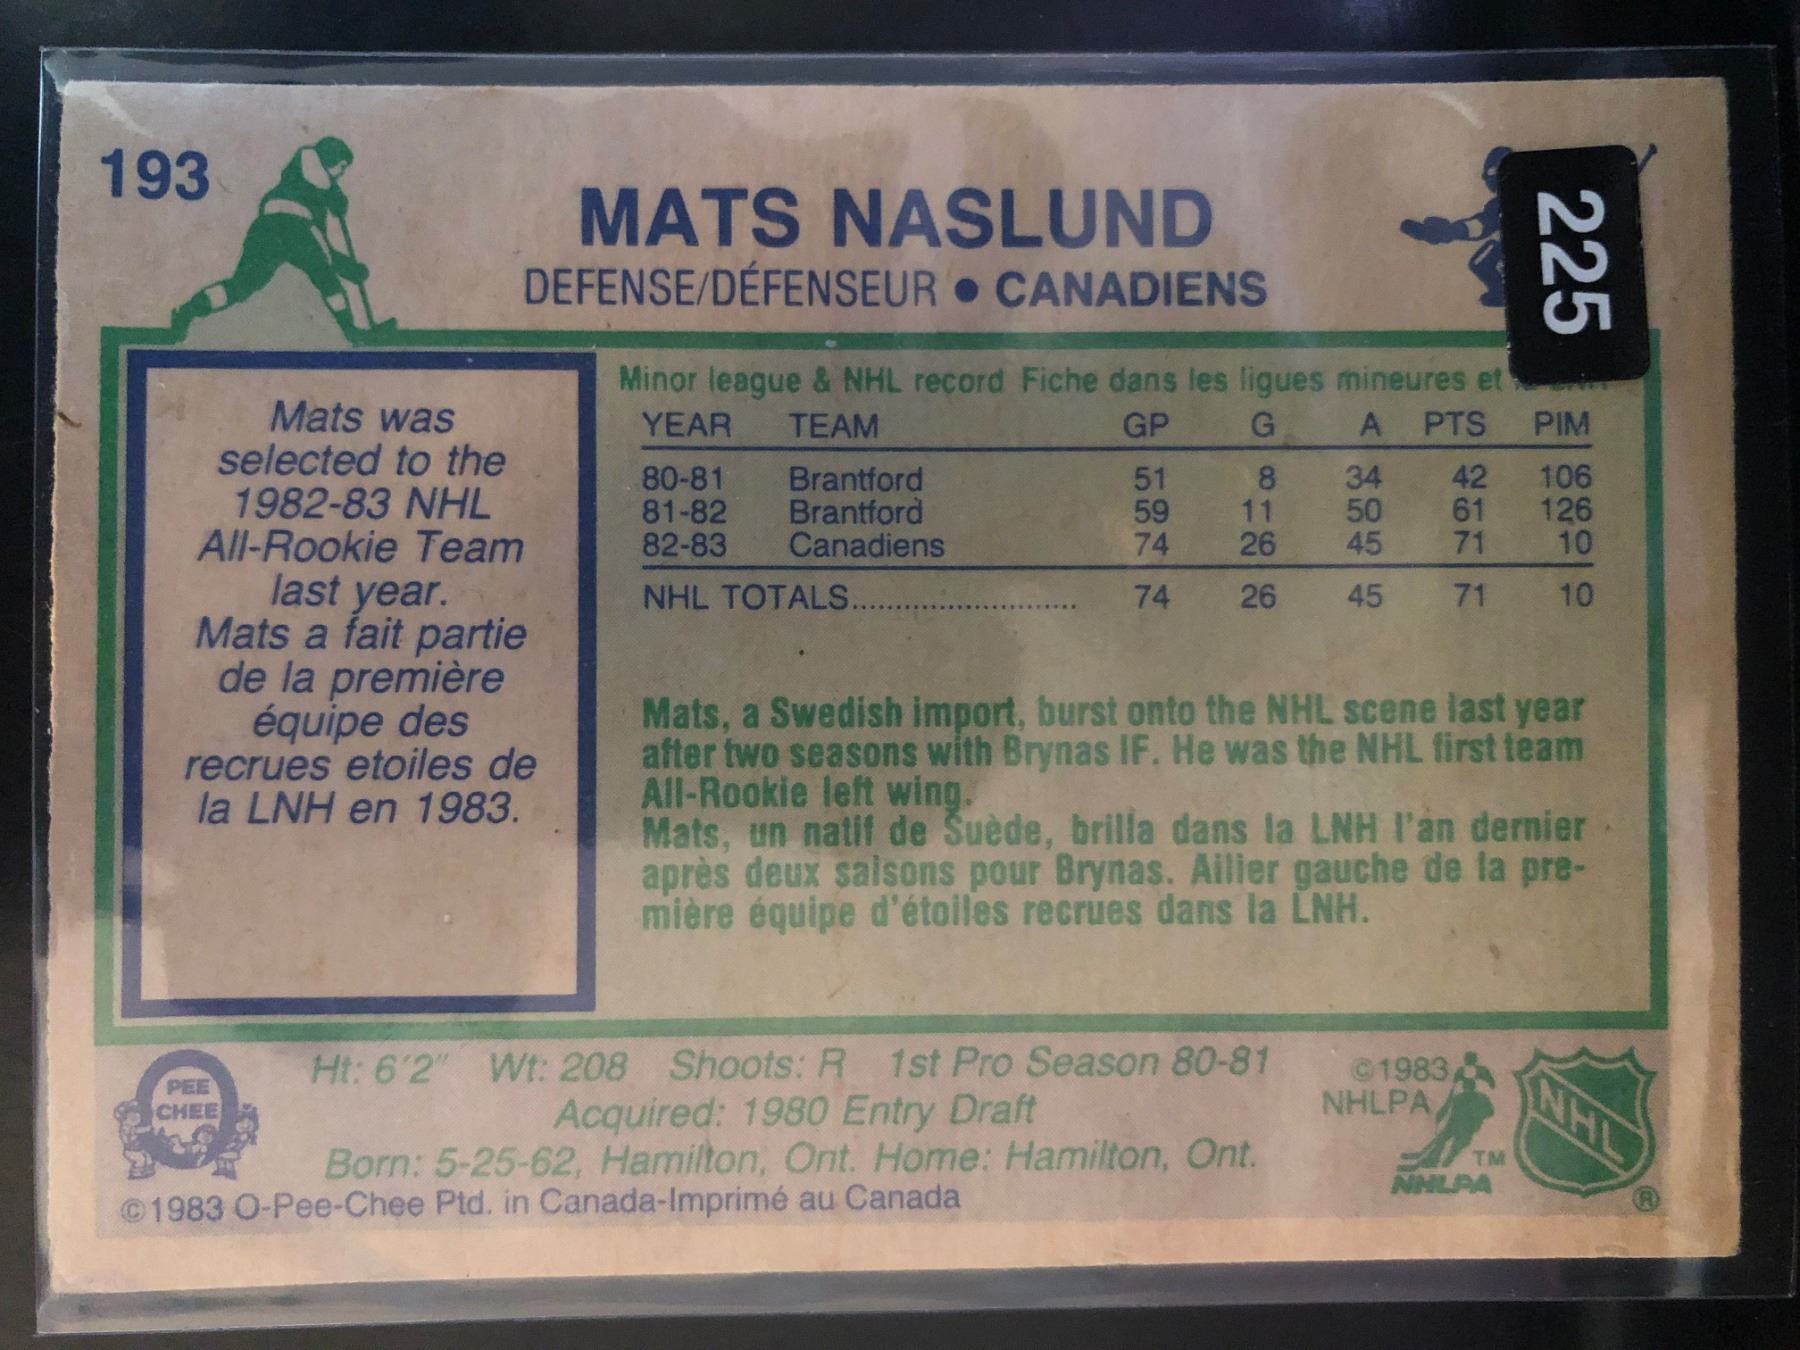 193
MATS NASLUND
DEFENSE/DÉFENSEUR • CANADIENS
225
Mats was
selected to the
1982-83 NHL
All-Rookie Team
last year.
Mats a fait partie
de la première
équipe des
recrues etoiles de
la LNH en 1983.
Minor league & NHL record Fiche dans les ligues mineures et
YEAR TEAM GP G A PTS PIM
80-81 Brantford 51 8 34 42 106
81-82 Brantford 59 11 50 61 126
82-83 Canadiens 74 26 45 71 10
NHL TOTALS............................ 74 26 45 71 10
Mats, a Swedish import, burst onto the NHL scene last year
after two seasons with Brynas IF. He was the NHL first team
All-Rookie left wing.
Mats, un natif de Suède, brilla dans la LNH l'an dernier
après deux saisons pour Brynas. Ailier gauche de la pre-
mière équipe d'étoiles recrues dans la LNH.
PEE
CHEE
Ht: 6'2" Wt: 208 Shoots: R 1st Pro Season 80-81
Acquired: 1980 Entry Draft
Born: 5-25-62, Hamilton, Ont. Home: Hamilton, Ont.
©1983 O-Pee-Chee Ptd. in Canada-Imprimé au Canada
©1983
NHLPA
TM
NHLPA
NHL
®